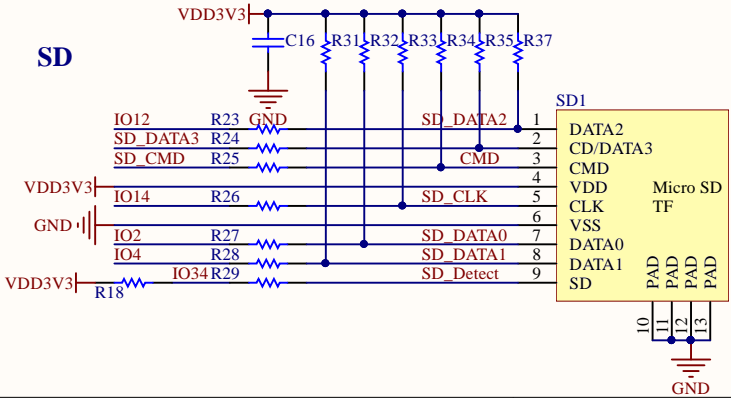 VDD3V3
SD
C16 R31 R32 R33 R34 R35 R37
SD1
IO12 R23 GND SD_DATA2 1 DATA2
SD_DATA3 R24 2 CD/DATA3
SD_CMD R25 CMD 3 CMD
VDD3V3 4 VDD Micro SD
IO14 R26 SD_CLK 5 CLK TF
GND 6 VSS
IO2 R27 SD_DATA0 7 DATA0
IO4 R28 SD_DATA1 8 DATA1
VDD3V3 R18 IO34 R29 SD_Detect 9 SD
PAD PAD PAD PAD
10 11 12 13
GND